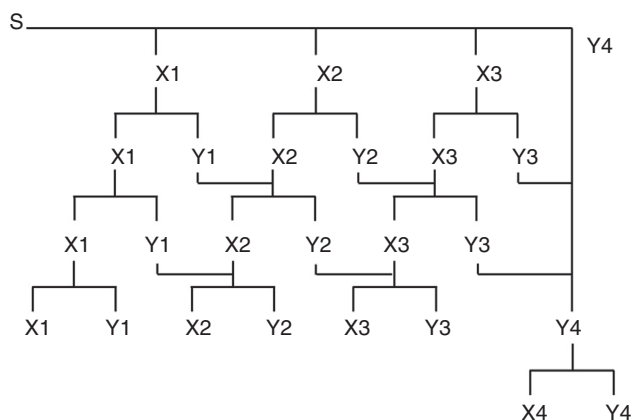 S
Y4
X1 X2 X3
X1 Y1 X2 Y2 X3 Y3
X1 Y1 X2 Y2 X3 Y3
X1 Y1 X2 Y2 X3 Y3 Y4
X4 Y4